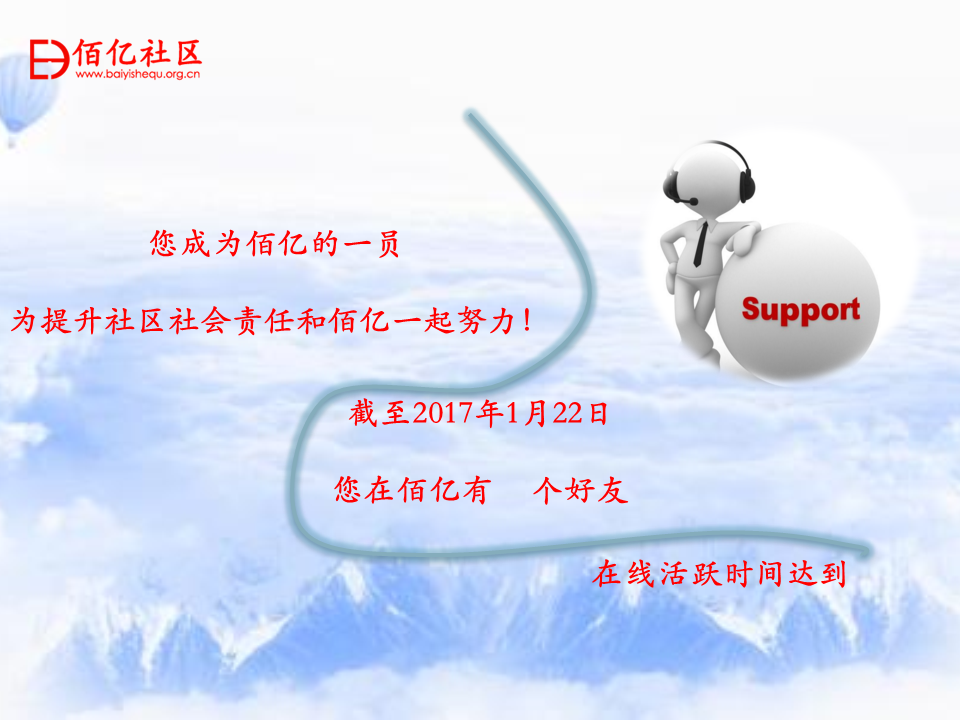 佰亿社区
www.baiyishequ.org.cn
您成为佰亿的一员
为提升社区社会责任和佰亿一起努力！
Support
截至2017年1月22日
您在佰亿有 个好友
在线活跃时间达到